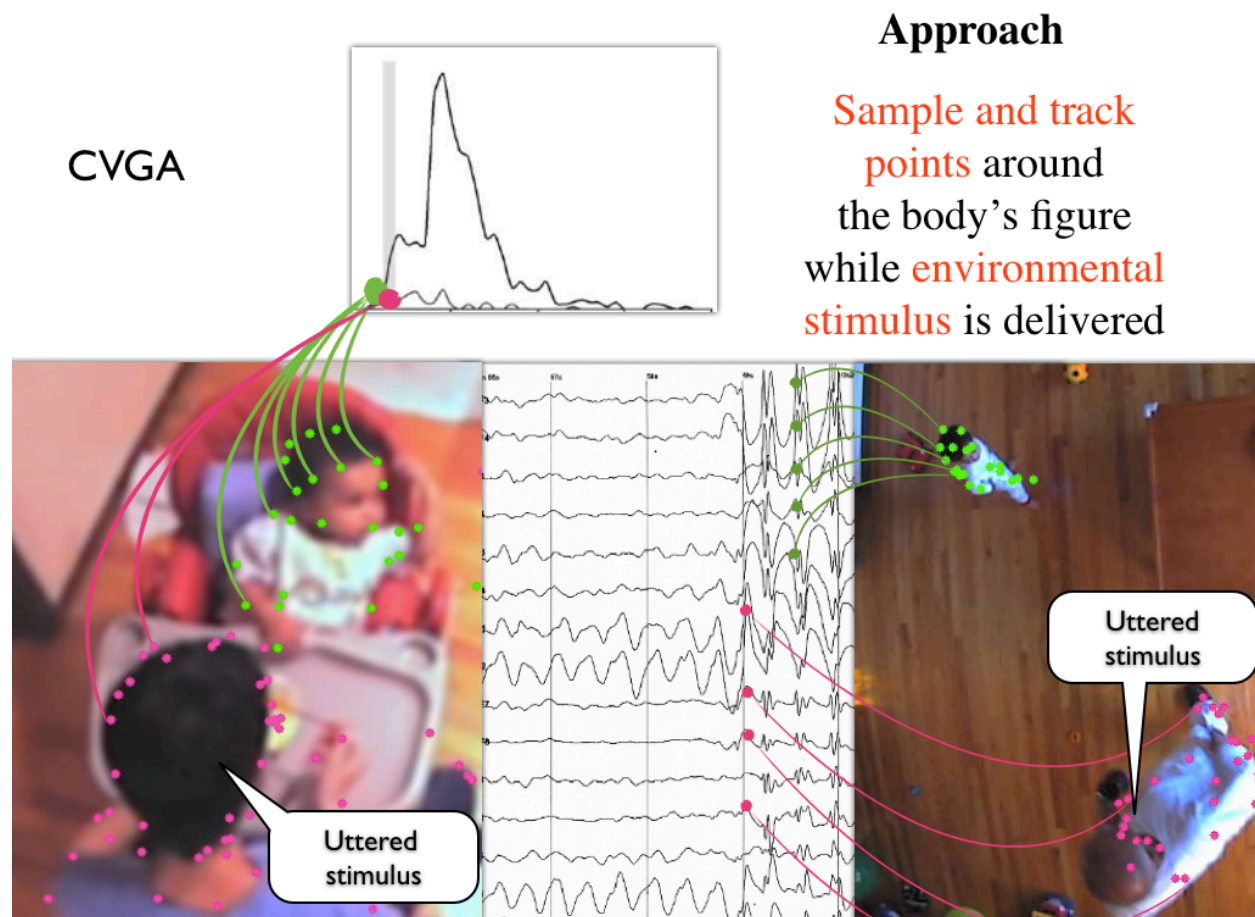 Approach
CVGA
Sample and track
points around
the body's figure
while environmental
stimulus is delivered
Uttered
stimulus
Uttered
stimulus